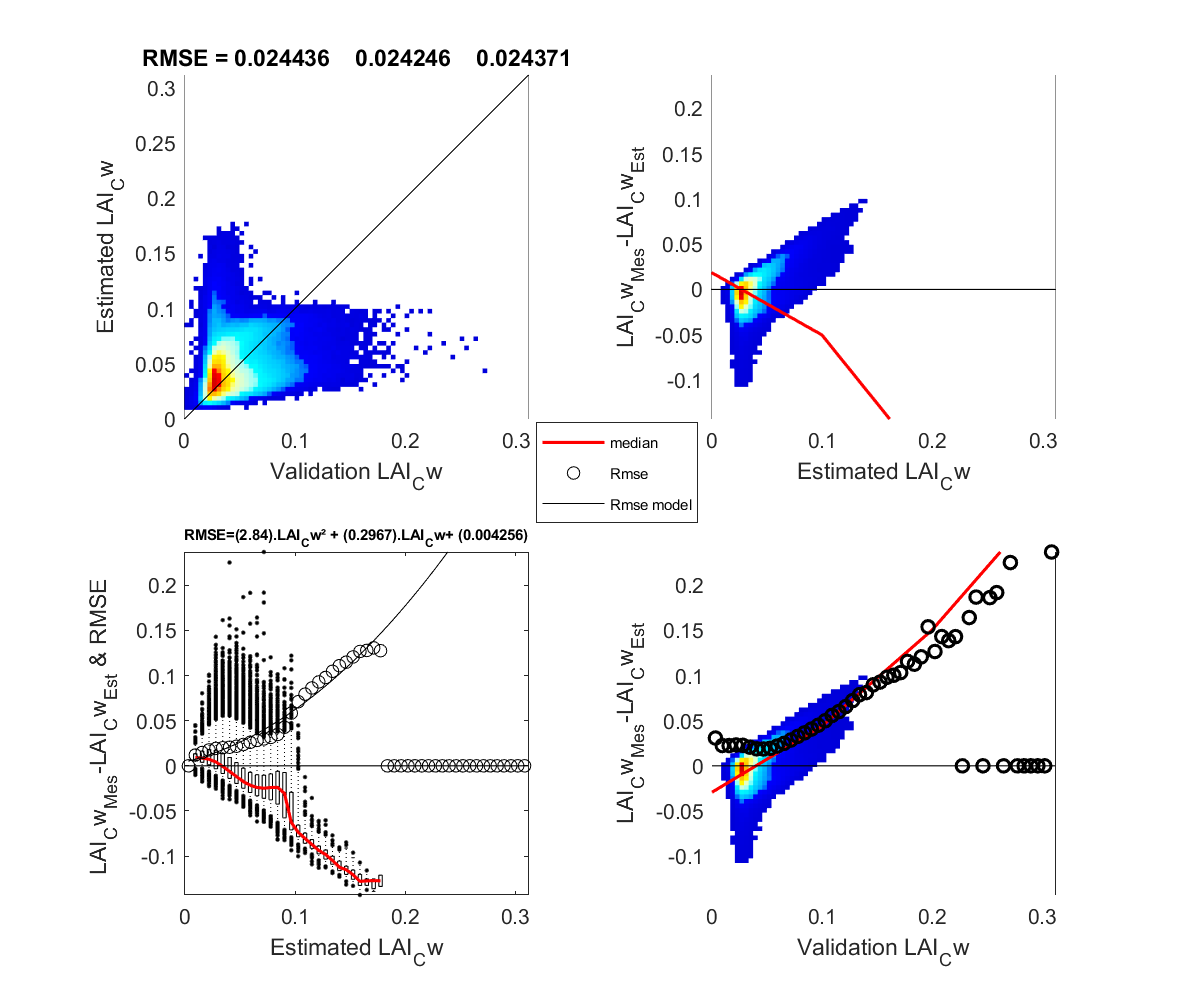 RMSE = 0.024436 0.024246 0.024371
0.3
0.25
0.2
0.15
0.1
0.05
0
0 0.1 0.2 0.3
Estimated LAI_Cw
Validation LAI_Cw
0.2
0.15
0.1
0.05
0
-0.05
-0.1
0 0.1 0.2 0.3
LAI_Cw_Mes-LAI_Cw_Est
Estimated LAI_Cw
median
Rmse
Rmse model
RMSE=(2.84).LAI_Cw² + (0.2967).LAI_Cw+ (0.004256)
0.2
0.15
0.1
0.05
0
-0.05
-0.1
0 0.1 0.2 0.3
LAI_Cw_Mes-LAI_Cw_Est & RMSE
Estimated LAI_Cw
0.2
0.15
0.1
0.05
0
-0.05
-0.1
0 0.1 0.2 0.3
LAI_Cw_Mes-LAI_Cw_Est
Validation LAI_Cw